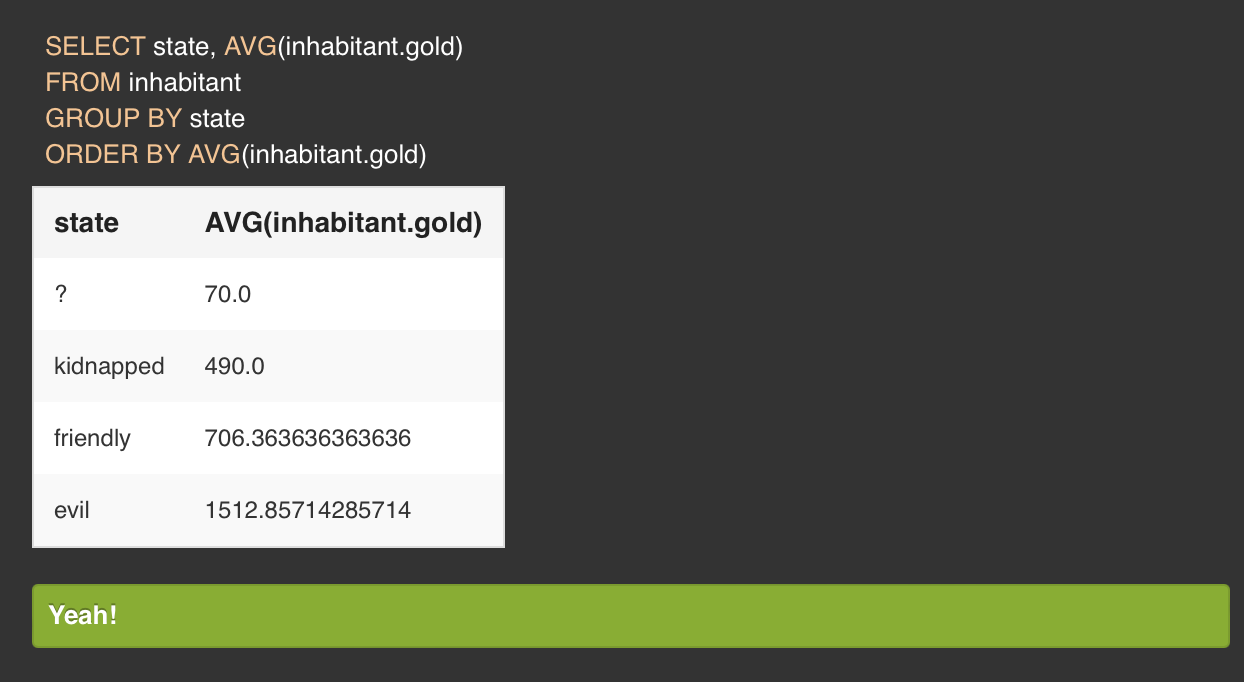 SELECT state, AVG(inhabitant.gold)
FROM inhabitant
GROUP BY state
ORDER BY AVG(inhabitant.gold)
state AVG(inhabitant.gold)
? 70.0
kidnapped 490.0
friendly 706.363636363636
evil 1512.85714285714
Yeah!